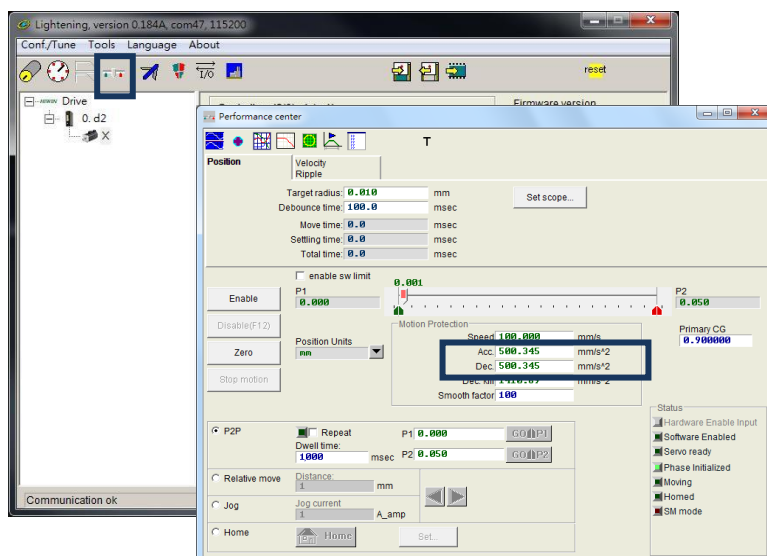 Lightening, version 0.184A, com47, 115200
Conf./Tune Tools Language About
I/O
reset
Drive
0. d2
X
Firmware version
Performance center
T
Position
Velocity
Ripple
Target radius: 0.010 mm
Set scope...
Debounce time: 100.0 msec
Move time: 0.0 msec
Settling time: 0.0 msec
Total time: 0.0 msec
enable sw limit
0.001
P1
P2
Enable
0.000
0.050
Disable(F12)
Motion Protection
Primary CG
Speed 100.000 mm/s
0.900000
Position Units
Zero
mm
Acc. 500.345 mm/s^2
Dec. 500.345 mm/s^2
Stop motion
Smooth factor 100
Status
Hardware Enable Input
P2P
Repeat
P1 0.000
Software Enabled
Dwell time:
Servo ready
1000 msec
P2 0.050
Phase Initialized
Relative move
Distance:
Moving
1 mm
Homed
Jog
Jog current
SM mode
1 A_amp
Home
Home
Set...
Communication ok